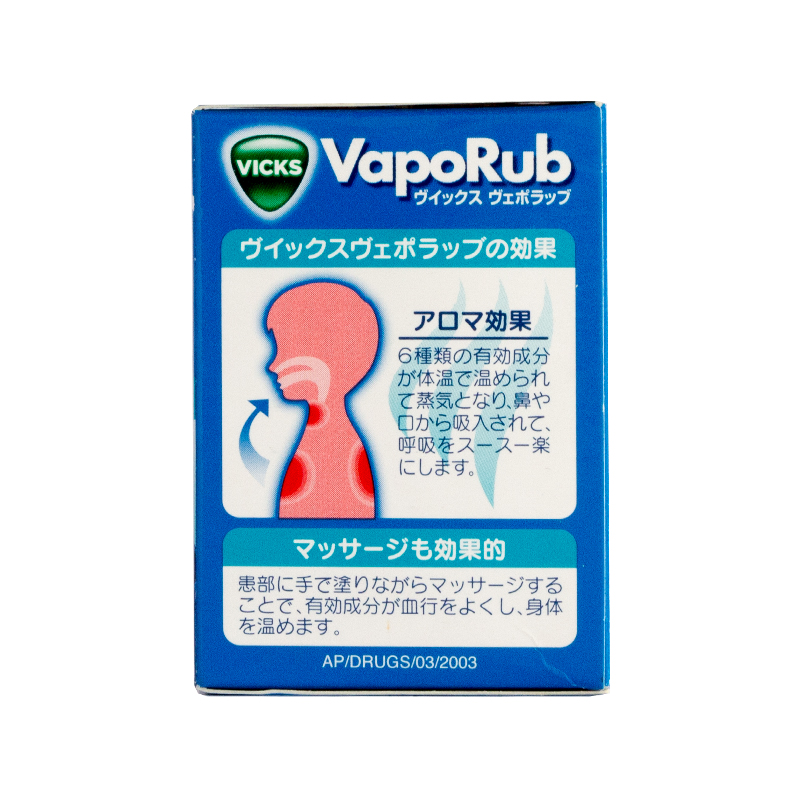 VICKS
VapoRub
ヴイックス ヴェポラッブ
ヴイックスヴェポラッブの効果
アロマ効果
6種類の有効成分
が体温で温められ
て蒸気となり、鼻や
口から吸入されて、
呼吸をスースー楽
にします。
マッサージも効果的
患部に手で塗りながらマッサージする
ことで、有効成分が血行をよくし、身体
を温めます。
AP/DRUGS/03/2003